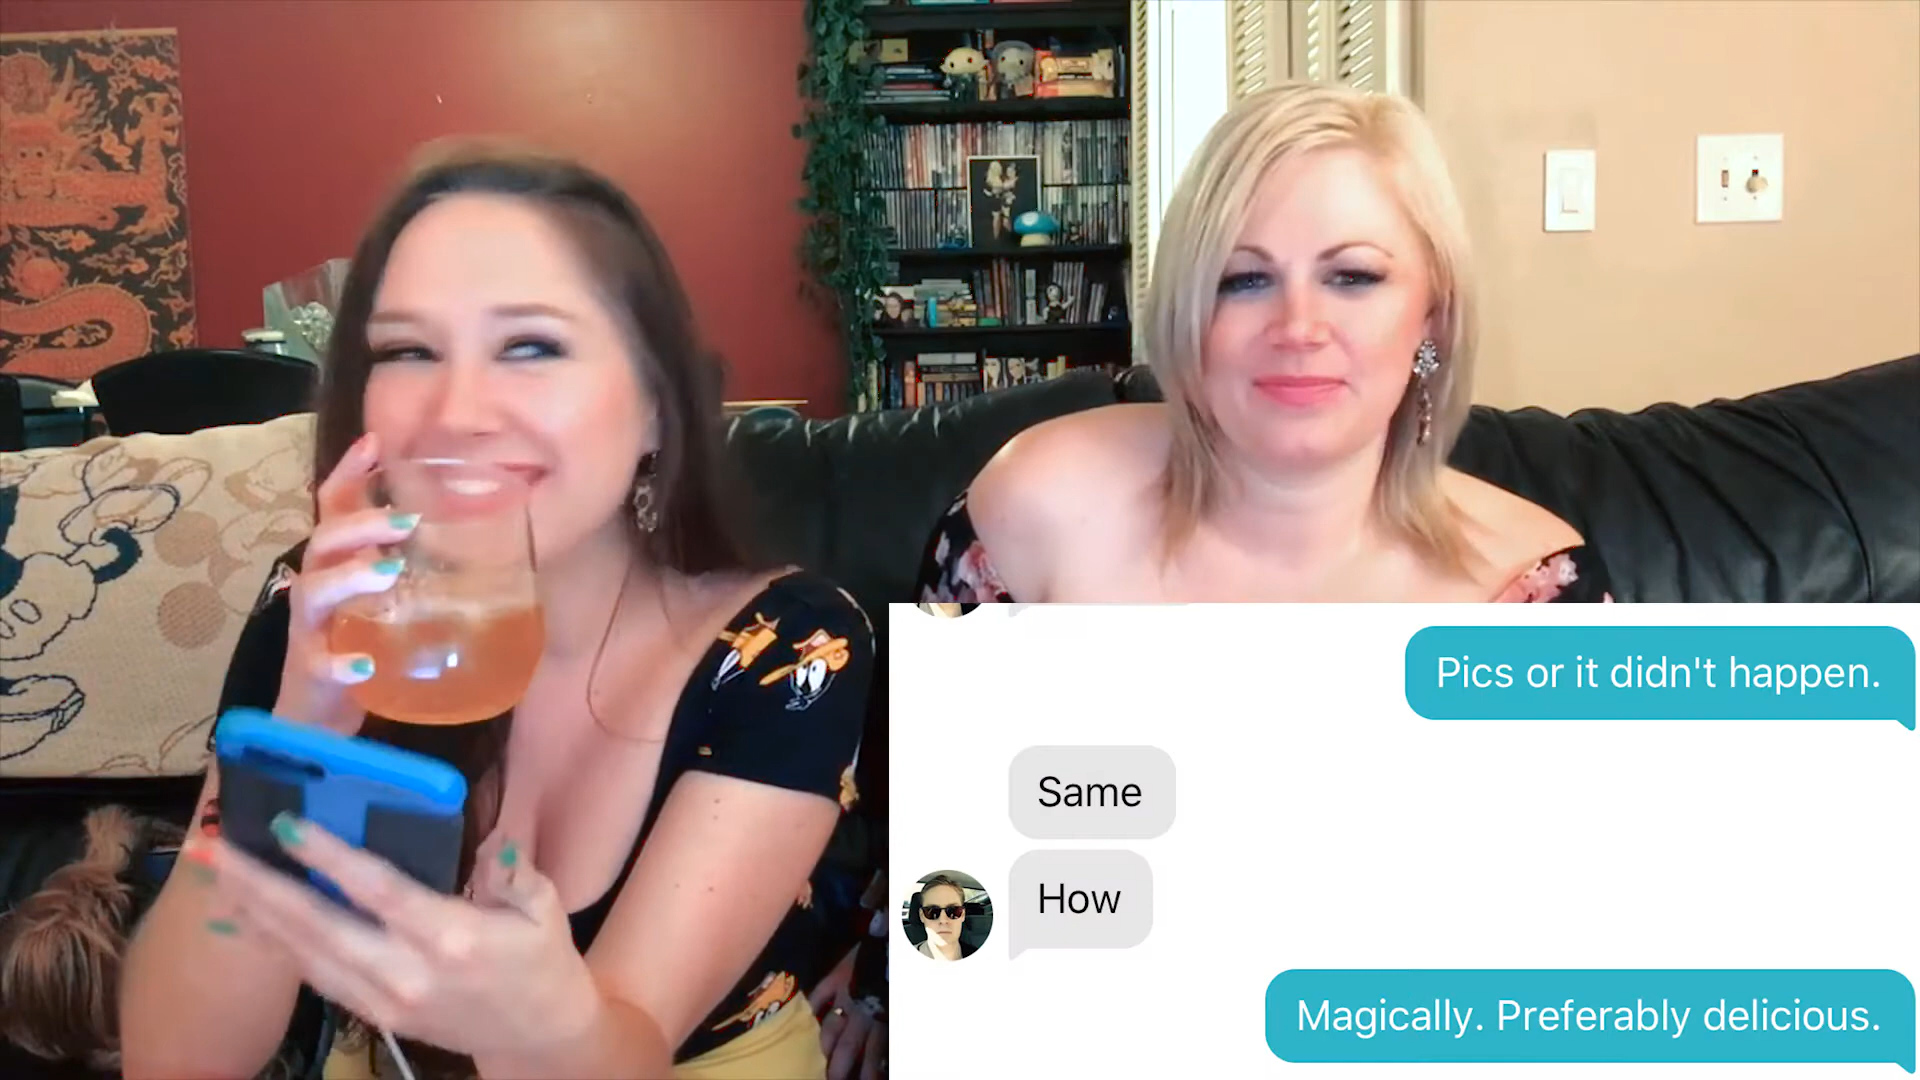 Pics or it didn't happen.
Same
How
Magically. Preferably delicious.